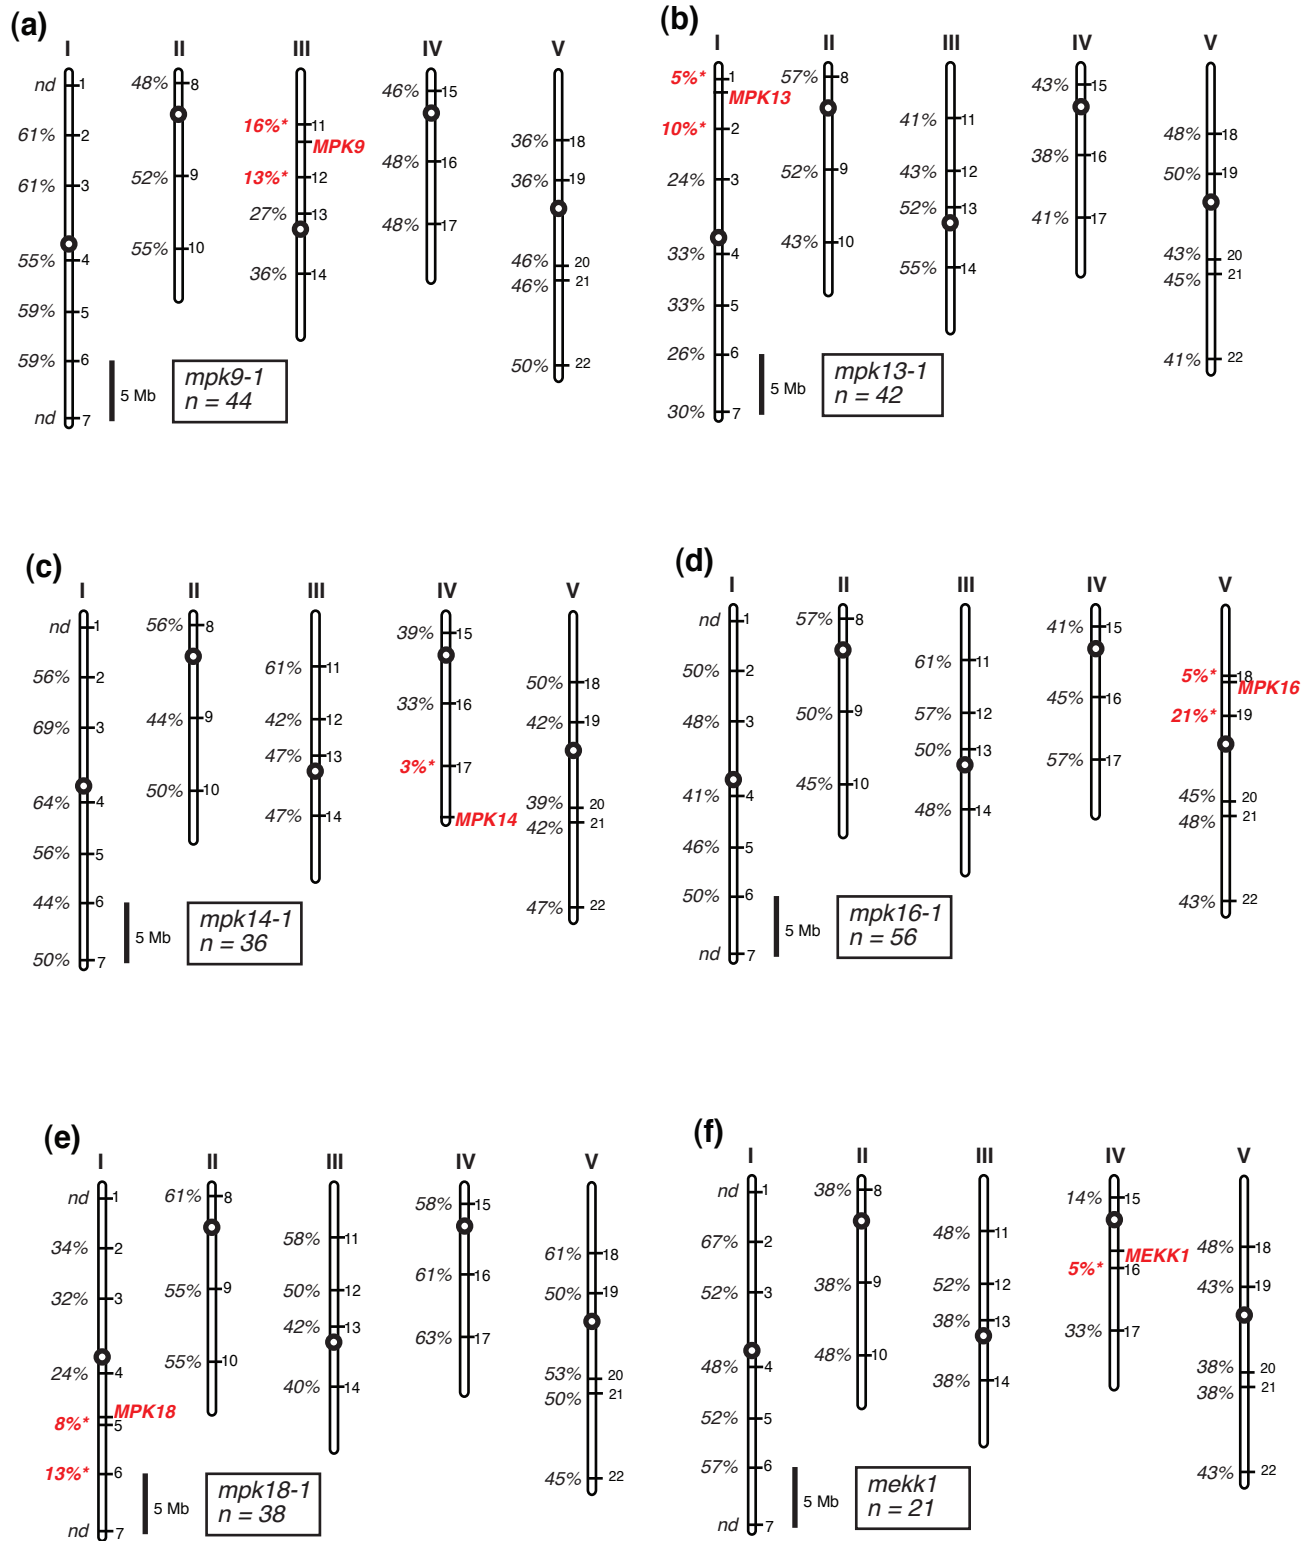 (a)
I
II
III
IV
V
nd 1
61% 2
61% 3
55% 4
59% 5
59% 6
nd 7
48% 8
52% 9
55% 10
16%* 11
MPK9
13%* 12
27% 13
36% 14
46% 15
48% 16
48% 17
36% 18
36% 19
46% 20
46% 21
50% 22
5 Mb
mpk9-1
n = 44
(b)
I
II
III
IV
V
5%* 1
MPK13
10%* 2
24% 3
33% 4
33% 5
26% 6
30% 7
57% 8
52% 9
43% 10
41% 11
43% 12
52% 13
55% 14
43% 15
38% 16
41% 17
48% 18
50% 19
43% 20
45% 21
41% 22
5 Mb
mpk13-1
n = 42
(c)
I
II
III
IV
V
nd 1
56% 2
69% 3
64% 4
56% 5
44% 6
50% 7
56% 8
44% 9
50% 10
61% 11
42% 12
47% 13
47% 14
39% 15
33% 16
3%* 17
MPK14
50% 18
42% 19
39% 20
42% 21
47% 22
5 Mb
mpk14-1
n = 36
(d)
I
II
III
IV
V
nd 1
50% 2
48% 3
41% 4
46% 5
50% 6
nd 7
57% 8
50% 9
45% 10
61% 11
57% 12
50% 13
48% 14
41% 15
45% 16
57% 17
5%* 18
MPK16
21%* 19
45% 20
48% 21
43% 22
5 Mb
mpk16-1
n = 56
(e)
I
II
III
IV
V
nd 1
34% 2
32% 3
24% 4
MPK18
8%* 5
13%* 6
nd 7
61% 8
55% 9
55% 10
58% 11
50% 12
42% 13
40% 14
58% 15
61% 16
63% 17
61% 18
50% 19
53% 20
50% 21
45% 22
5 Mb
mpk18-1
n = 38
(f)
I
II
III
IV
V
nd 1
67% 2
52% 3
48% 4
52% 5
57% 6
nd 7
38% 8
38% 9
48% 10
48% 11
52% 12
38% 13
38% 14
14% 15
MEKK1
5%* 16
33% 17
48% 18
43% 19
38% 20
38% 21
43% 22
5 Mb
mekk1
n = 21